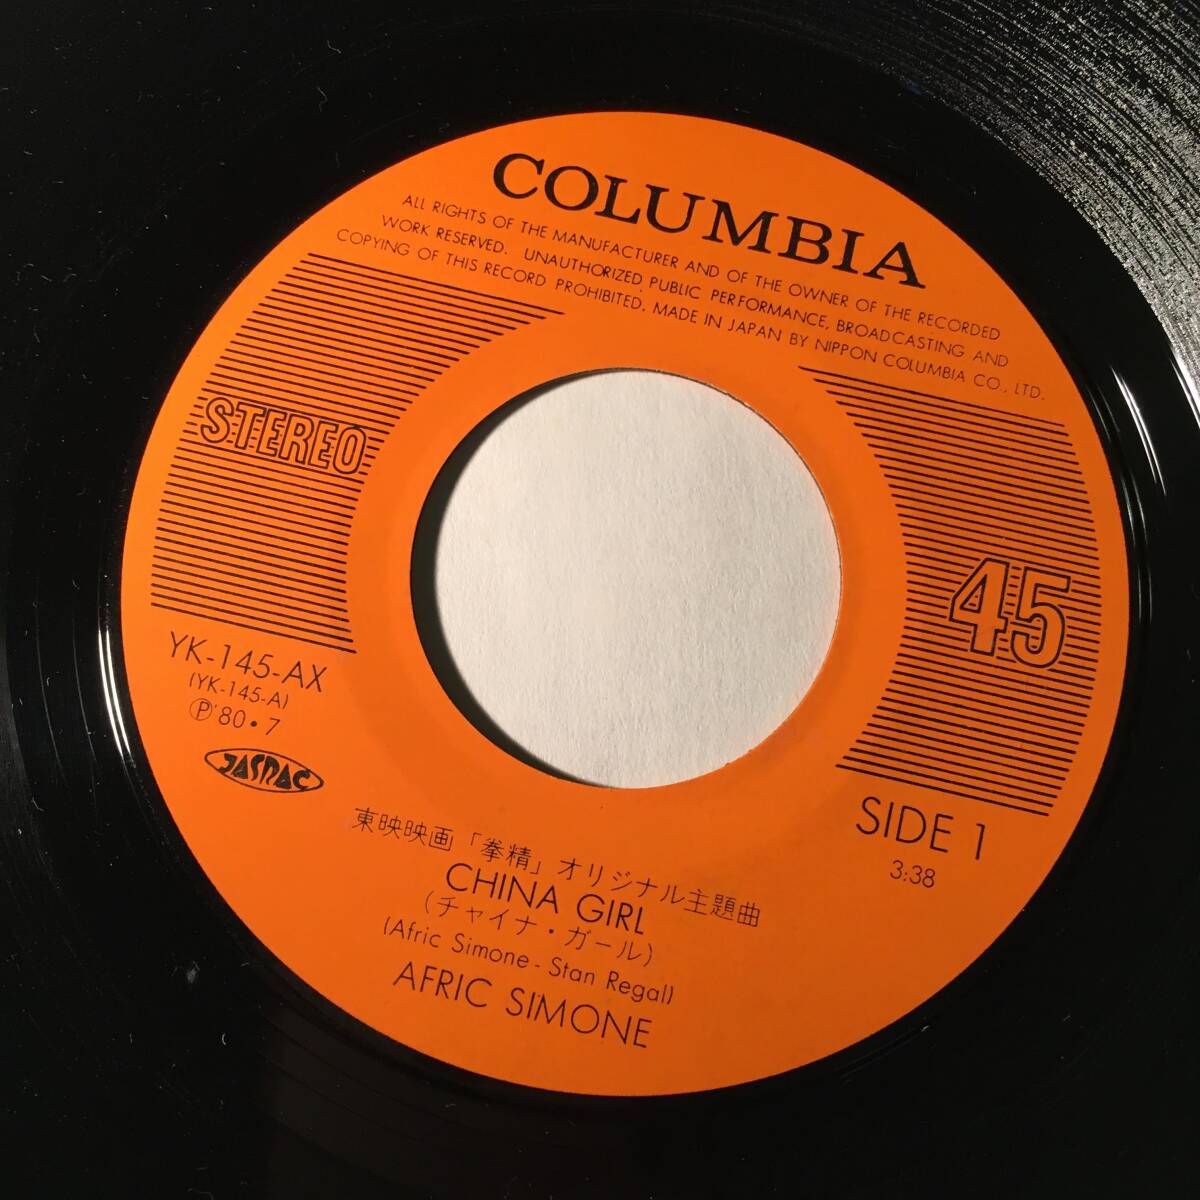 COLUMBIA
ALL RIGHTS OF THE MANUFACTURER AND OF THE OWNER OF THE RECORDED
WORK RESERVED. UNAUTHORIZED PUBLIC PERFORMANCE, BROADCASTING AND
COPYING OF THIS RECORD PROHIBITED. MADE IN JAPAN BY NIPPON COLUMBIA CO., LTD.
STEREO
45
YK-145-AX
(YK-145-A)
Ⓟ'80・7
JASRAC
SIDE 1
3:38
東映映画「拳精」オリジナル主題曲
CHINA GIRL
(チャイナ・ガール)
(Afric Simone - Stan Regal)
AFRIC SIMONE